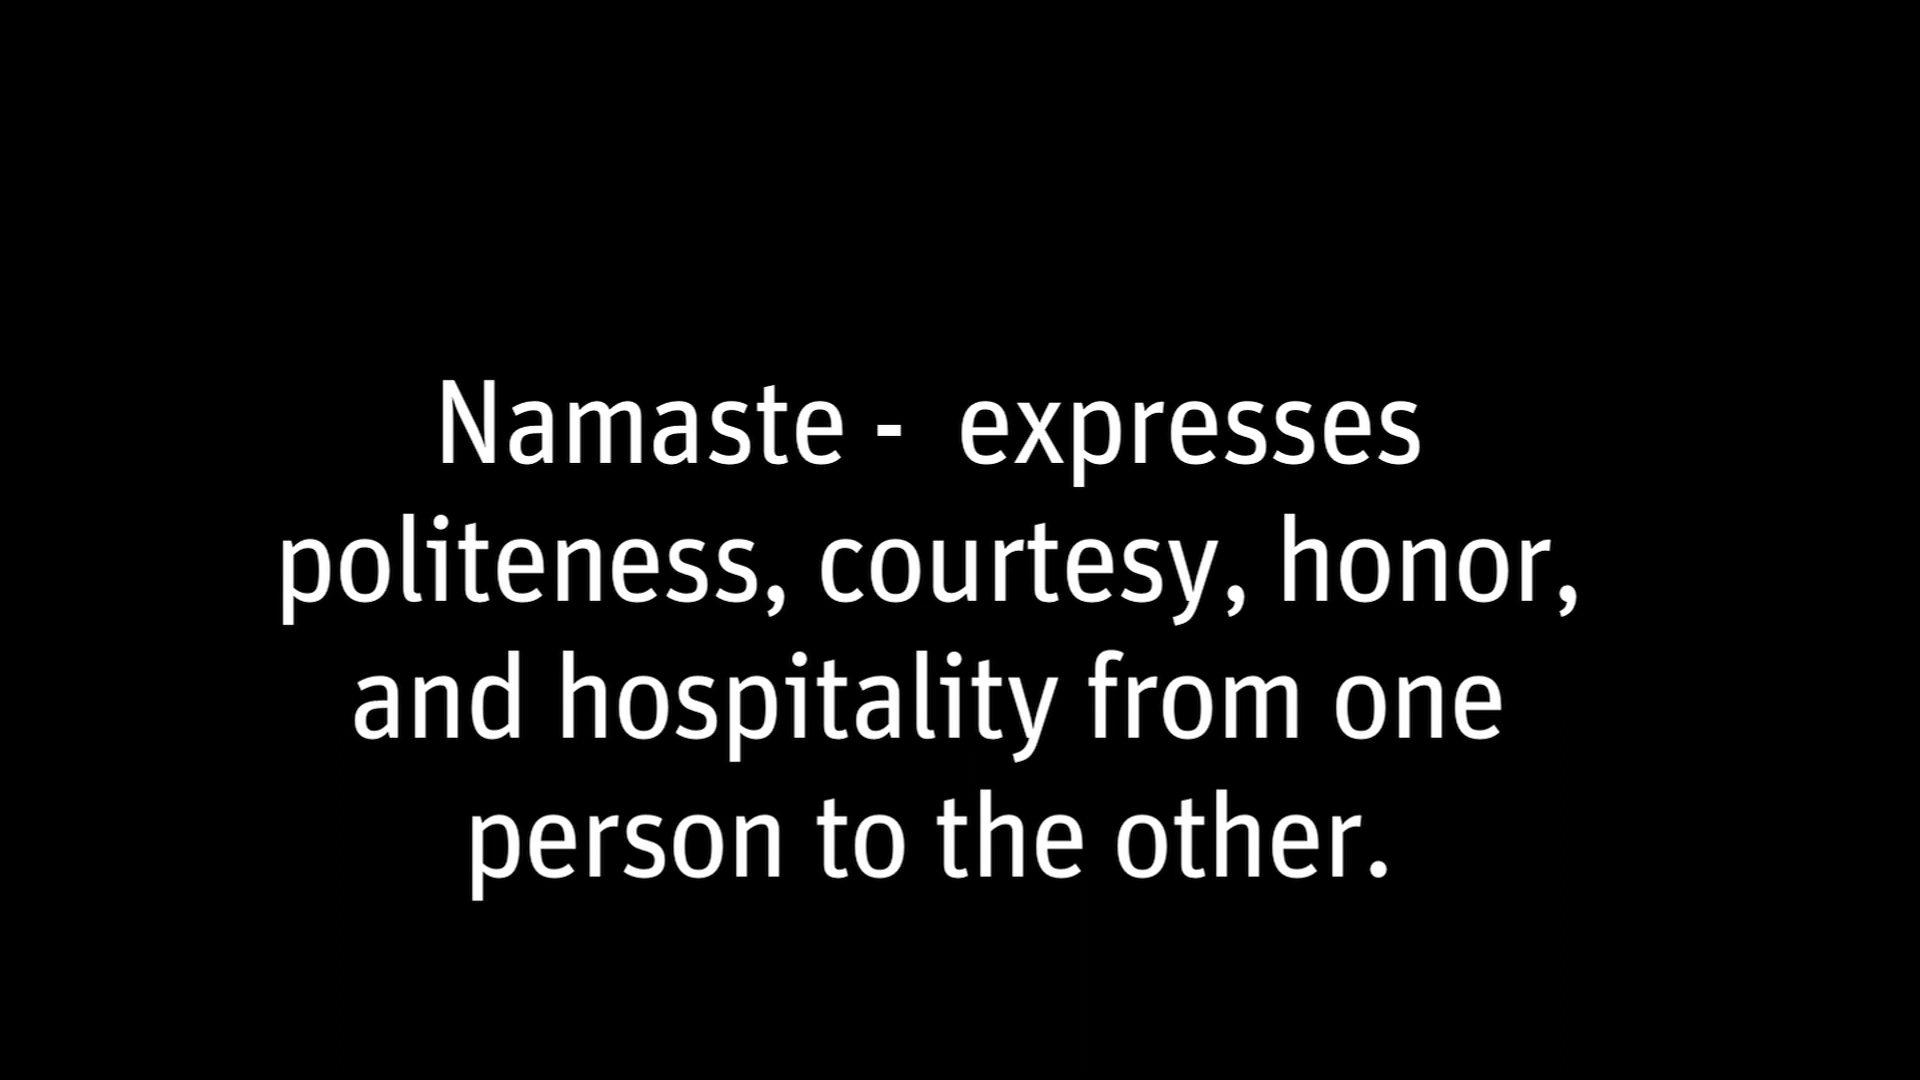 Namaste -  expresses
politeness, courtesy, honor,
and hospitality from one
person to the other.